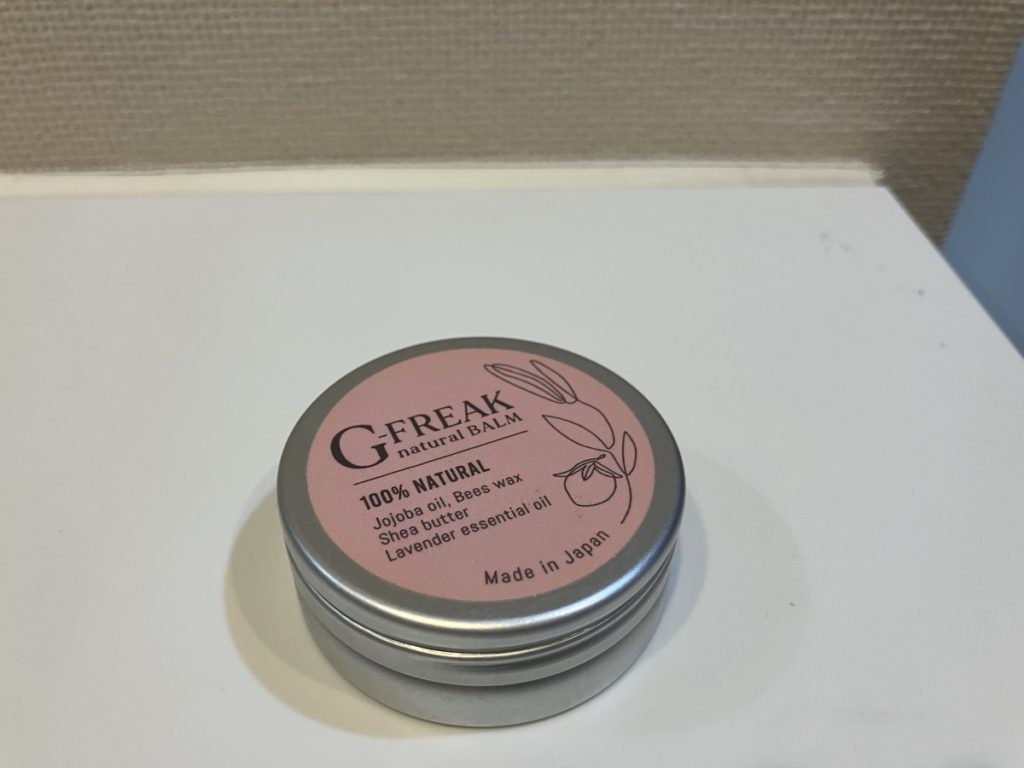 G-FREAK
natural BALM
100% NATURAL
Jojoba oil, Bees wax
Shea butter
Lavender essential oil
Made in Japan